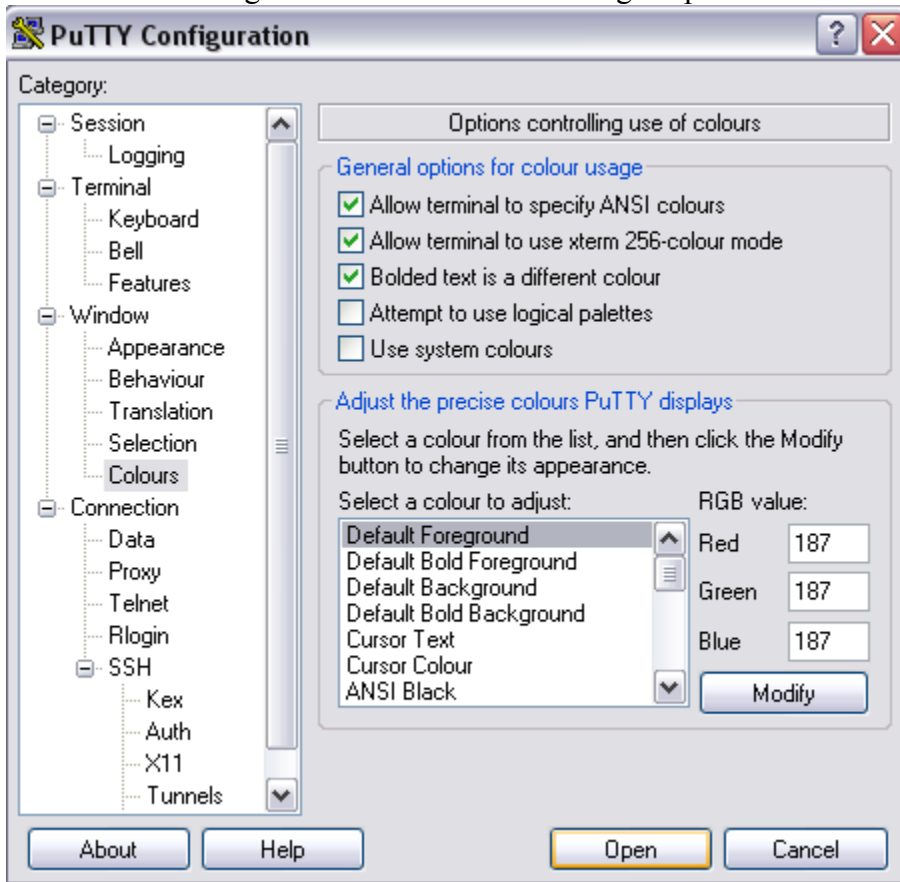 PuTTY Configuration
Category:
Session
Logging
Terminal
Keyboard
Bell
Features
Window
Appearance
Behaviour
Translation
Selection
Colours
Connection
Data
Proxy
Telnet
Rlogin
SSH
Kex
Auth
X11
Tunnels
Options controlling use of colours
General options for colour usage
Allow terminal to specify ANSI colours
Allow terminal to use xterm 256-colour mode
Bolded text is a different colour
Attempt to use logical palettes
Use system colours
Adjust the precise colours PuTTY displays
Select a colour from the list, and then click the Modify
button to change its appearance.
Select a colour to adjust:
Default Foreground
Default Bold Foreground
Default Background
Default Bold Background
Cursor Text
Cursor Colour
ANSI Black
RGB value:
Red 187
Green 187
Blue 187
Modify
About Help Open Cancel